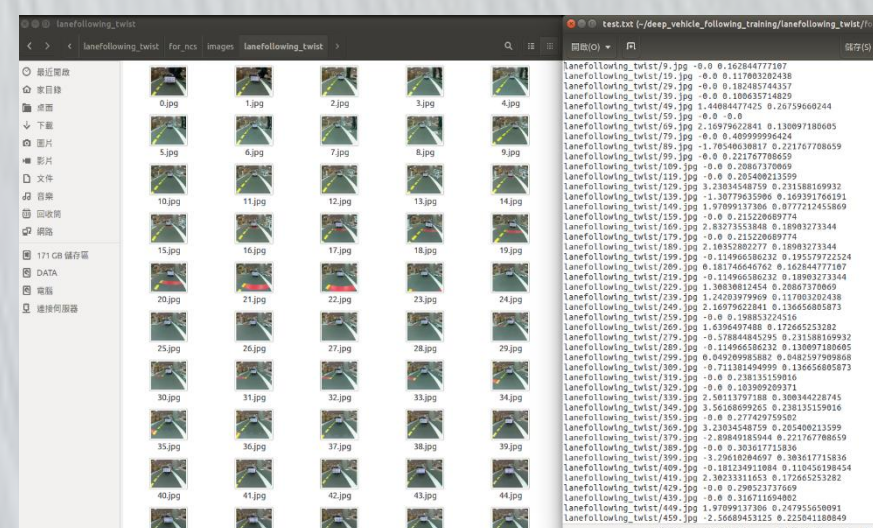 lanefollowing_twist
lanefollowing_twist for_ncs images lanefollowing_twist
最近開啟
家目錄
桌面
下載
圖片
影片
文件
音樂
回收筒
網路
171 GB 儲存區
DATA
電腦
連接伺服器
0.jpg 1.jpg 2.jpg 3.jpg 4.jpg
5.jpg 6.jpg 7.jpg 8.jpg 9.jpg
10.jpg 11.jpg 12.jpg 13.jpg 14.jpg
15.jpg 16.jpg 17.jpg 18.jpg 19.jpg
20.jpg 21.jpg 22.jpg 23.jpg 24.jpg
25.jpg 26.jpg 27.jpg 28.jpg 29.jpg
30.jpg 31.jpg 32.jpg 33.jpg 34.jpg
35.jpg 36.jpg 37.jpg 38.jpg 39.jpg
40.jpg 41.jpg 42.jpg 43.jpg 44.jpg
test.txt (~/deep_vehicle_following_training/lanefollowing_twist/fo
開啟(O) 儲存(S)
lanefollowing_twist/9.jpg -0.0 0.162844777107
lanefollowing_twist/19.jpg -0.0 0.117003202438
lanefollowing_twist/29.jpg -0.0 0.182485744357
lanefollowing_twist/39.jpg -0.0 0.100635714829
lanefollowing_twist/49.jpg 1.44084477425 0.26759660244
lanefollowing_twist/59.jpg -0.0 -0.0
lanefollowing_twist/69.jpg 2.16979622841 0.130097180605
lanefollowing_twist/79.jpg -0.0 0.409999996424
lanefollowing_twist/89.jpg -1.70540630817 0.221767708659
lanefollowing_twist/99.jpg -0.0 0.221767708659
lanefollowing_twist/109.jpg -0.0 0.20867370069
lanefollowing_twist/119.jpg -0.0 0.205400213599
lanefollowing_twist/129.jpg 3.23034548759 0.231588169932
lanefollowing_twist/139.jpg -1.30779635906 0.169391766191
lanefollowing_twist/149.jpg 1.97099137306 0.0777212455869
lanefollowing_twist/159.jpg -0.0 0.215220689774
lanefollowing_twist/169.jpg 2.83273553848 0.18903273344
lanefollowing_twist/179.jpg -0.0 0.215220689774
lanefollowing_twist/189.jpg 2.10352802277 0.18903273344
lanefollowing_twist/199.jpg -0.114966586232 0.195579722524
lanefollowing_twist/209.jpg 0.181746646762 0.162844777107
lanefollowing_twist/219.jpg -0.114966586232 0.18903273344
lanefollowing_twist/229.jpg 1.30830812454 0.20867370069
lanefollowing_twist/239.jpg 1.24203979969 0.117003202438
lanefollowing_twist/249.jpg 2.16979622841 0.136656805873
lanefollowing_twist/259.jpg -0.0 0.198853224516
lanefollowing_twist/269.jpg 1.6396497488 0.172665253282
lanefollowing_twist/279.jpg -0.578844845295 0.231588169932
lanefollowing_twist/289.jpg -0.114966586232 0.130097180605
lanefollowing_twist/299.jpg 0.049209985882 0.0482597909868
lanefollowing_twist/309.jpg -0.711381494999 0.136656805873
lanefollowing_twist/319.jpg -0.0 0.238135159016
lanefollowing_twist/329.jpg -0.0 0.103909209371
lanefollowing_twist/339.jpg 2.50113797188 0.300344228745
lanefollowing_twist/349.jpg 3.56168699265 0.238135159016
lanefollowing_twist/359.jpg -0.0 0.277429759502
lanefollowing_twist/369.jpg 3.23034548759 0.205400213599
lanefollowing_twist/379.jpg -2.89849185944 0.221767708659
lanefollowing_twist/389.jpg -0.0 0.303617715836
lanefollowing_twist/399.jpg -3.29610204697 0.303617715836
lanefollowing_twist/409.jpg -0.181234911084 0.110456198454
lanefollowing_twist/419.jpg 2.30233311653 0.172665253282
lanefollowing_twist/429.jpg -0.0 0.290523737669
lanefollowing_twist/439.jpg -0.0 0.316711694002
lanefollowing_twist/449.jpg 1.97099137306 0.247955650091
lanefollowing_twist/459.jpg -2.56689453125 0.225041180849